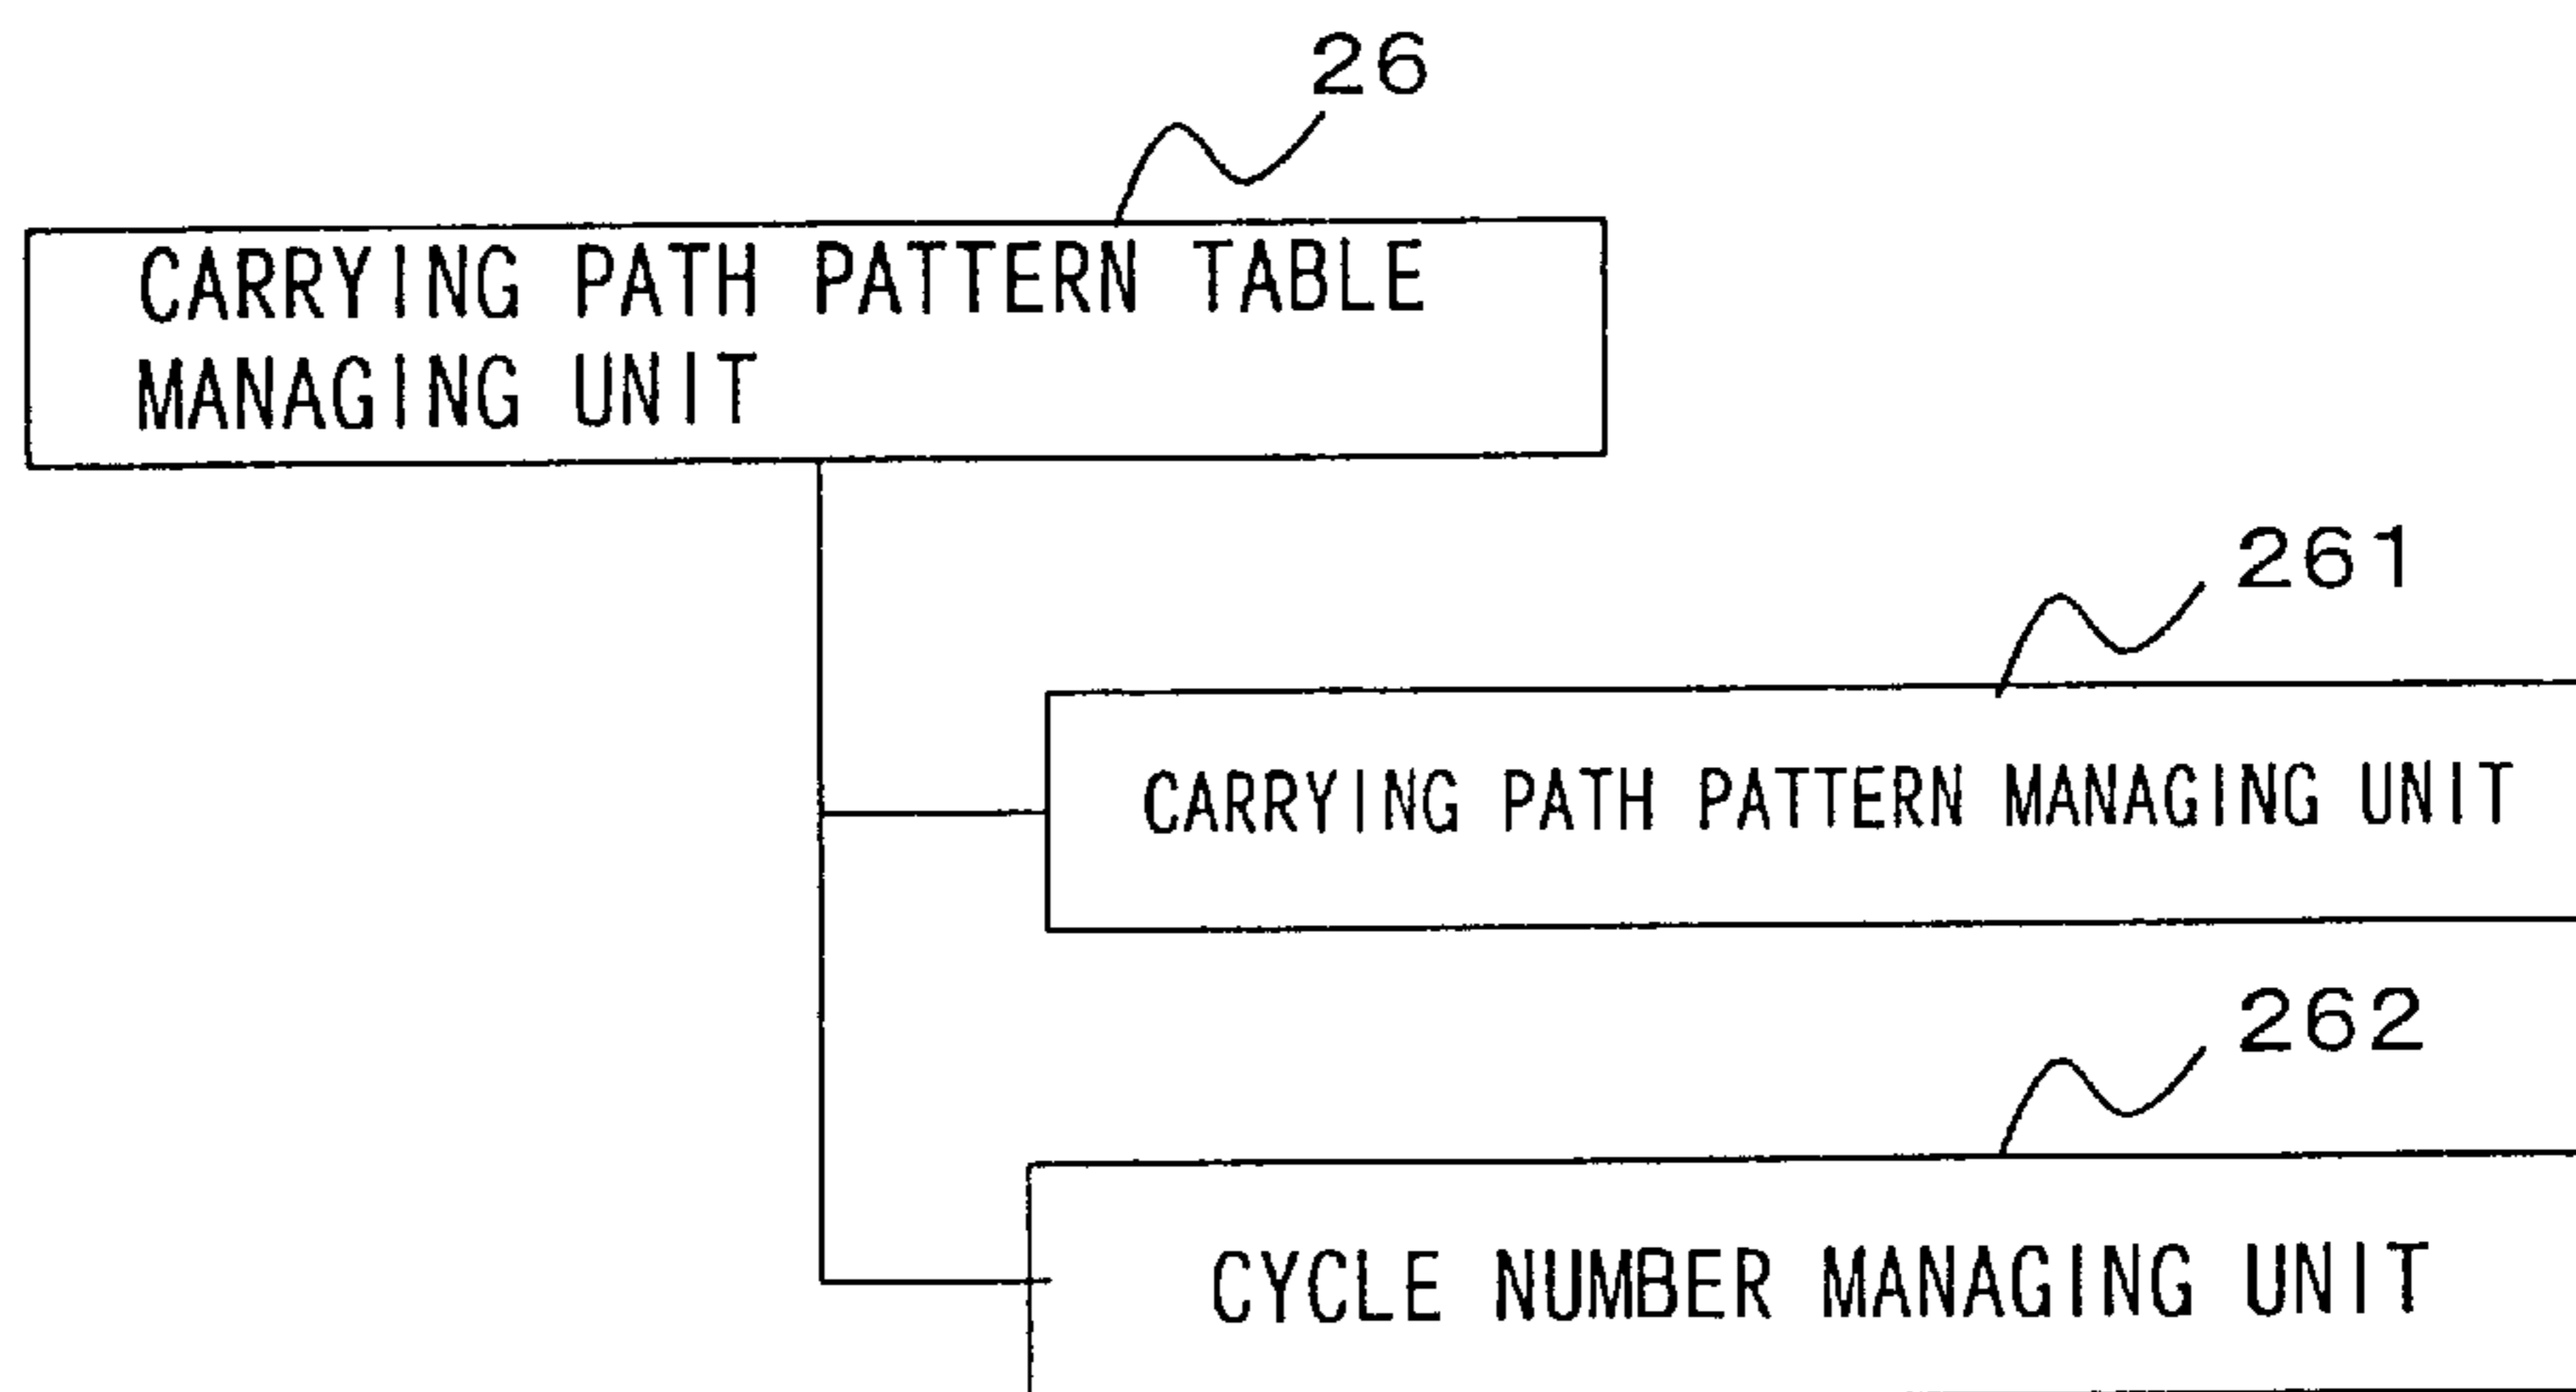 26
CARRYING PATH PATTERN TABLE
MANAGING UNIT
261
CARRYING PATH PATTERN MANAGING UNIT
262
CYCLE NUMBER MANAGING UNIT